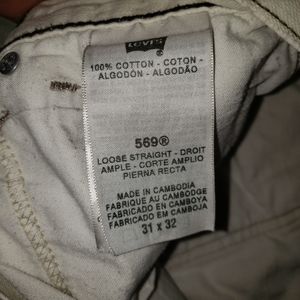 Levi's
100% COTTON - COTON -
ALGODÓN - ALGODÃO
569®
LOOSE STRAIGHT - DROIT
AMPLE - CORTE AMPLIO
PIERNA RECTA
MADE IN CAMBODIA
FABRIQUE AU CAMBODGE
FABRICADO EN CAMBOYA
FABRICADO EM CAMBOJA
31 X 32